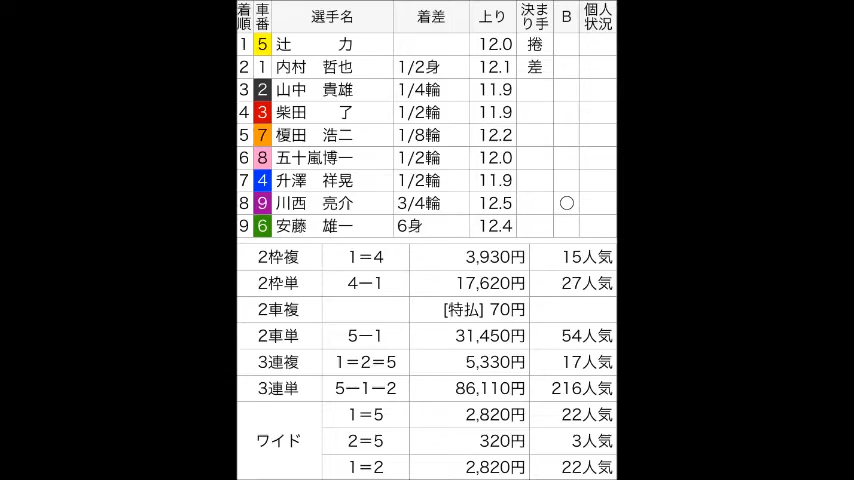 着順 車番 選手名 着差 上り 決まり手 B 個人状況
1 5 辻　力 12.0 捲
2 1 内村　哲也 1/2身 12.1 差
3 2 山中　貴雄 1/4輪 11.9
4 3 柴田　了 1/2輪 11.9
5 7 榎田　浩二 1/8輪 12.2
6 8 五十嵐博一 1/2輪 12.0
7 4 升澤　祥晃 1/2輪 11.9
8 9 川西　亮介 3/4輪 12.5 ○
9 6 安藤　雄一 6身 12.4
2枠複 1＝4 3,930円 15人気
2枠単 4ー1 17,620円 27人気
2車複 [特払] 70円
2車単 5ー1 31,450円 54人気
3連複 1＝2＝5 5,330円 17人気
3連単 5ー1ー2 86,110円 216人気
ワイド 1＝5 2,820円 22人気
2＝5 320円 3人気
1＝2 2,820円 22人気